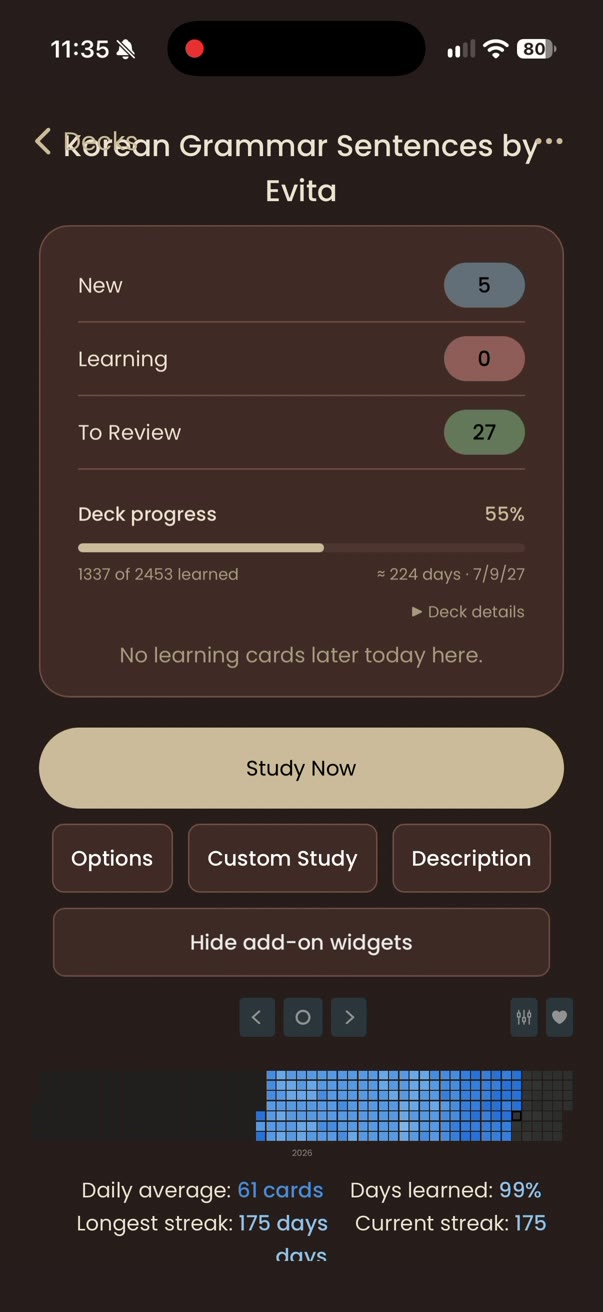 11:35
80
Decks
Korean Grammar Sentences by
Evita
New 5
Learning 0
To Review 27
Deck progress 55%
1337 of 2453 learned ≈ 224 days · 7/9/27
▶ Deck details
No learning cards later today here.
Study Now
Options Custom Study Description
Hide add-on widgets
2026
Daily average: 61 cards Days learned: 99%
Longest streak: 175 days Current streak: 175
days